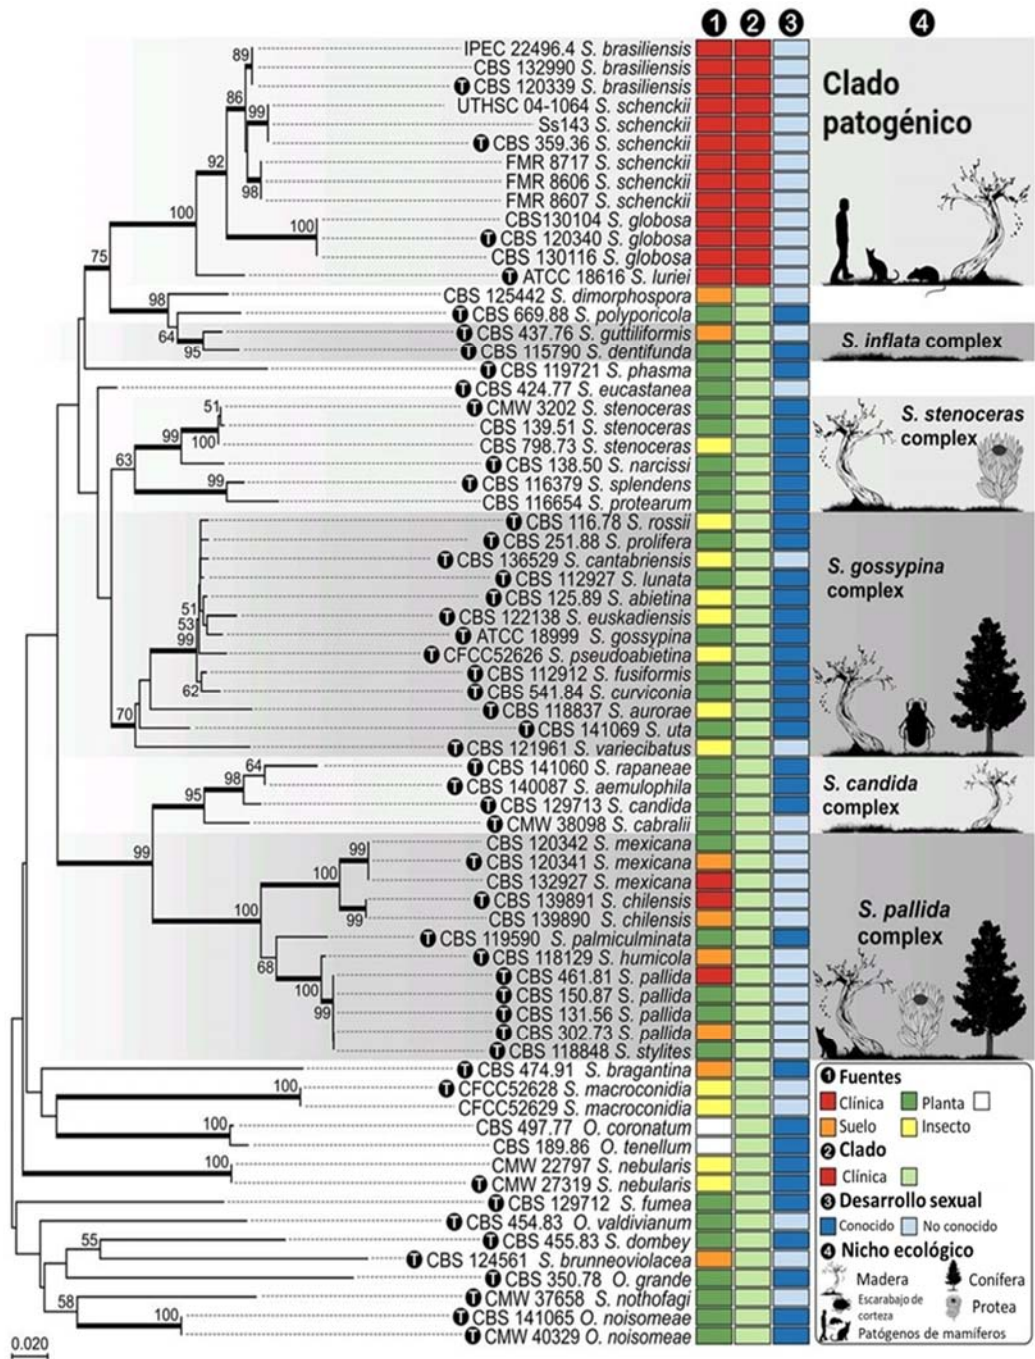 1 2 3 4
89
IPEC 22496.4 S. brasiliensis
CBS 132990 S. brasiliensis
T CBS 120339 S. brasiliensis
86
UTHSC 04-1064 S. schenckii
99
Ss143 S. schenckii
T CBS 359.36 S. schenckii
92
FMR 8717 S. schenckii
FMR 8606 S. schenckii
98
FMR 8607 S. schenckii
100
CBS130104 S. globosa
100
T CBS 120340 S. globosa
CBS 130116 S. globosa
75
T ATCC 18616 S. luriei
Clado
patogénico
98
CBS 125442 S. dimorphospora
T CBS 669.88 S. polyporicola
64
T CBS 437.76 S. guttiliformis
95
T CBS 115790 S. dentifunda
S. inflata complex
T CBS 119721 S. phasma
T CBS 424.77 S. eucastanea
51
T CMW 3202 S. stenoceras
CBS 139.51 S. stenoceras
99
100
CBS 798.73 S. stenoceras
63
T CBS 138.50 S. narcissi
99
T CBS 116379 S. splendens
CBS 116654 S. protearum
S. stenoceras
complex
T CBS 116.78 S. rossii
T CBS 251.88 S. prolifera
T CBS 136529 S. cantabriensis
T CBS 112927 S. lunata
T CBS 125.89 S. abietina
51
T CBS 122138 S. euskadiensis
53
T ATCC 18999 S. gossypina
99
T CFCC52626 S. pseudoabietina
T CBS 112912 S. fusiformis
62
T CBS 541.84 S. curviconia
T CBS 118837 S. aurorae
70
T CBS 141069 S. uta
T CBS 121961 S. variecibatus
S. gossypina
complex
64
T CBS 141060 S. rapaneae
98
T CBS 140087 S. aemulophila
95
T CBS 129713 S. candida
T CMW 38098 S. cabralii
S. candida
complex
99
CBS 120342 S. mexicana
99
T CBS 120341 S. mexicana
100
CBS 132927 S. mexicana
T CBS 139891 S. chilensis
100
99
CBS 139890 S. chilensis
T CBS 119590 S. palmiculminata
68
T CBS 118129 S. humicola
100
T CBS 461.81 S. pallida
T CBS 150.87 S. pallida
99
T CBS 131.56 S. pallida
T CBS 302.73 S. pallida
T CBS 118848 S. stylites
S. pallida
complex
T CBS 474.91 S. bragantina
100
T CFCC52628 S. macroconidia
CFCC52629 S. macroconidia
100
CBS 497.77 O. coronatum
CBS 189.86 O. tenellum
100
CMW 22797 S. nebularis
T CMW 27319 S. nebularis
T CBS 129712 S. fumea
T CBS 454.83 O. valdivianum
55
T CBS 455.83 S. dombey
T CBS 124561 S. brunneoviolacea
T CBS 350.78 O. grande
58
T CMW 37658 S. nothofagi
100
T CBS 141065 O. noisomeae
T CMW 40329 O. noisomeae
0.020
1 Fuentes
Clínica Planta
Suelo Insecto
2 Clado
Clínica
3 Desarrollo sexual
Conocido No conocido
4 Nicho ecológico
Madera Conífera
Escarabajo de
corteza
Protea
Patógenos de mamíferos